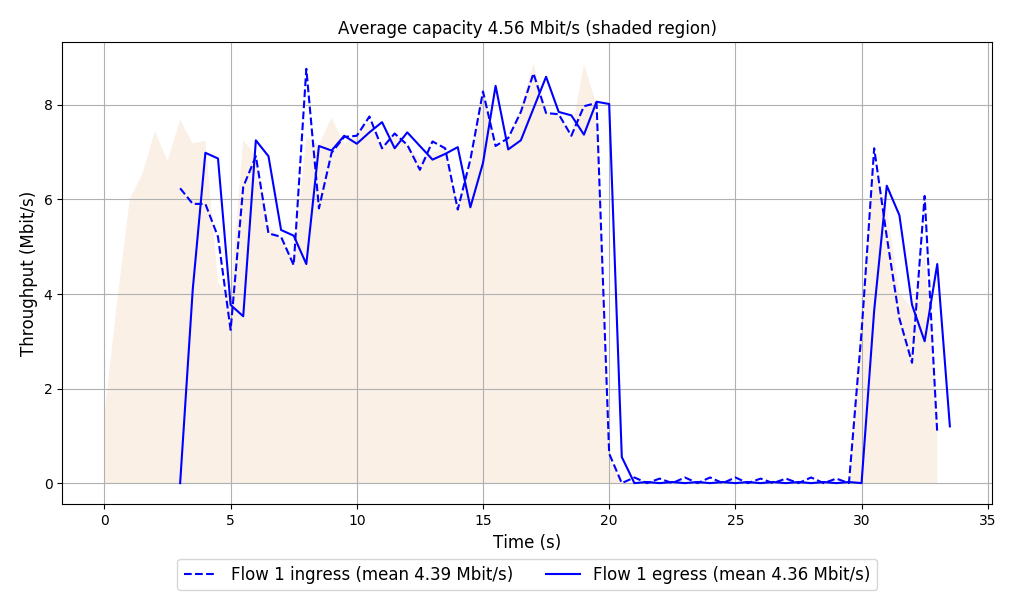 Average capacity 4.56 Mbit/s (shaded region)
Throughput (Mbit/s)
8
6
4
2
0
0 5 10 15 20 25 30 35
Time (s)
Flow 1 ingress (mean 4.39 Mbit/s) Flow 1 egress (mean 4.36 Mbit/s)